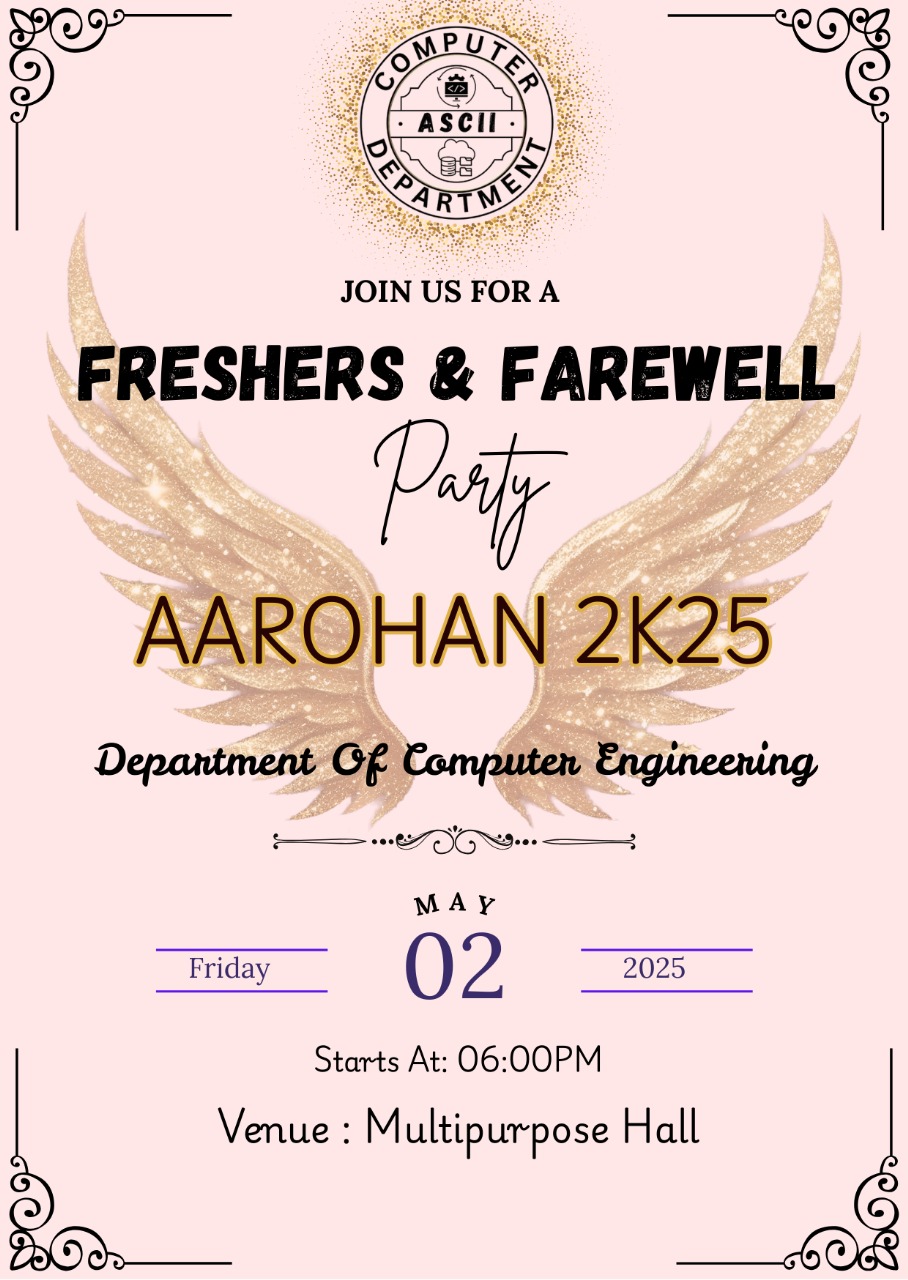 COMPUTER
</>
ASCII
DEPARTMENT
JOIN US FOR A
FRESHERS & FAREWELL
Party
AAROHAN 2K25
Department Of Computer Engineering
MAY
Friday 02 2025
Starts At: 06:00PM
Venue : Multipurpose Hall